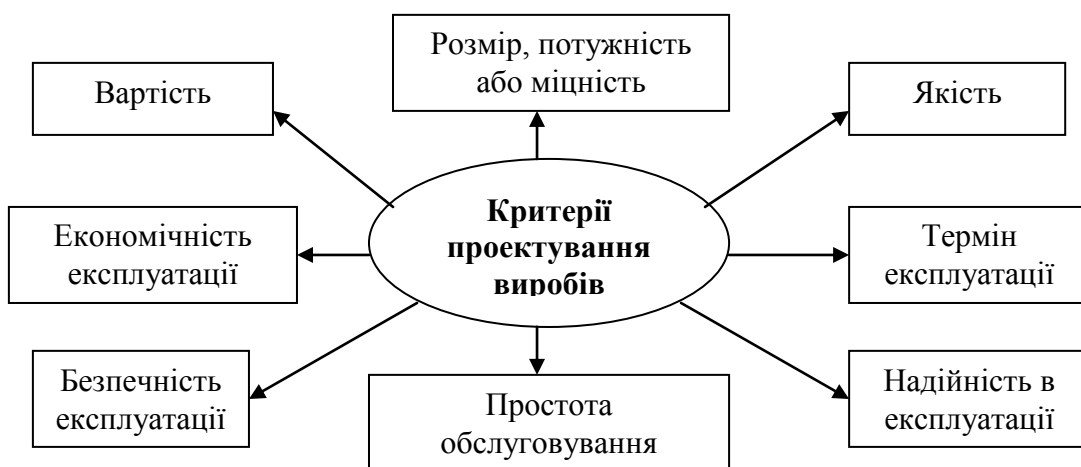 Розмір, потужність
або міцність
Вартість
Якість
Критерії
проектування
виробів
Економічність
експлуатації
Термін
експлуатації
Безпечність
експлуатації
Простота
обслуговування
Надійність в
експлуатації